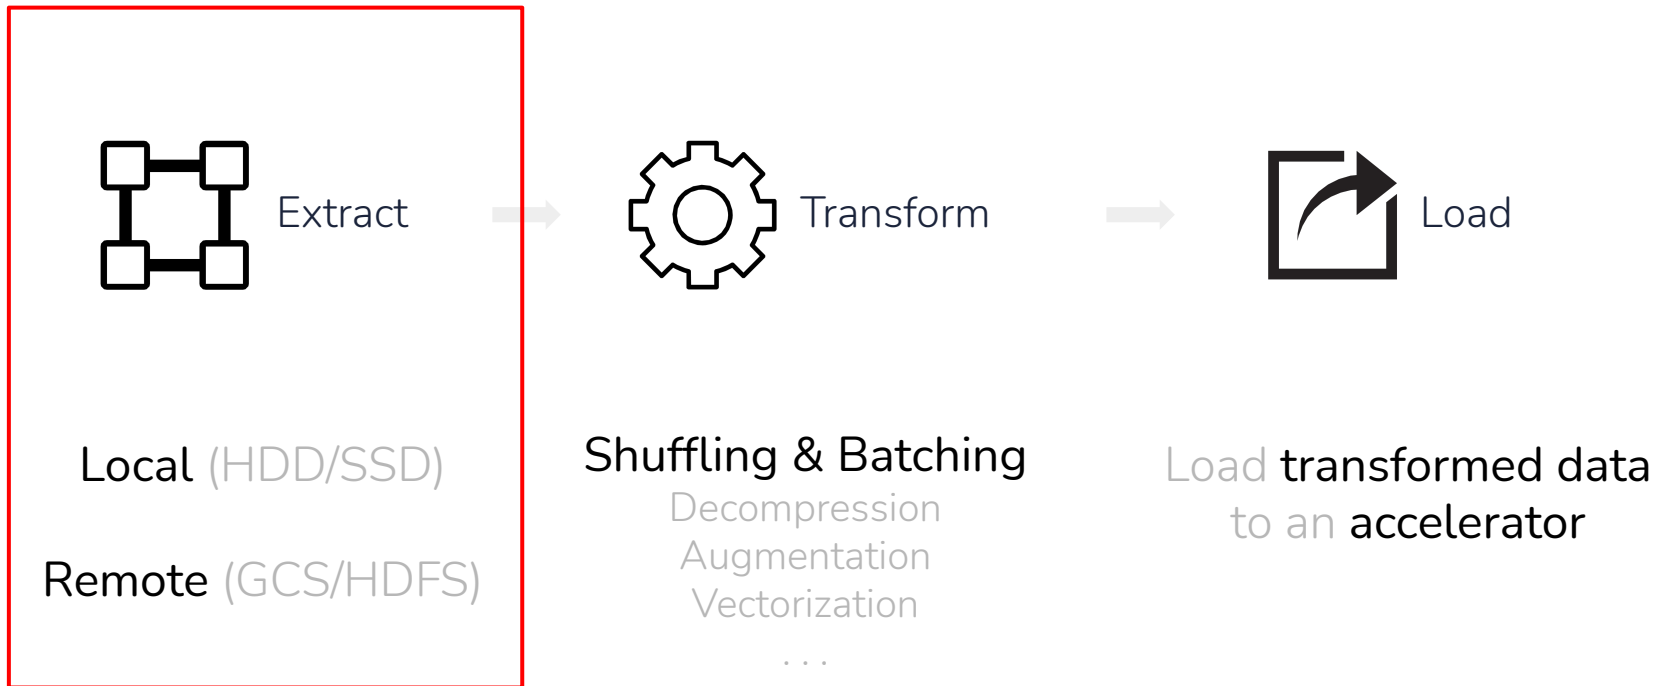 Extract
Transform
Load
Local (HDD/SSD)
Remote (GCS/HDFS)
Shuffling & Batching
Decompression
Augmentation
Vectorization
. . .
Load transformed data
to an accelerator